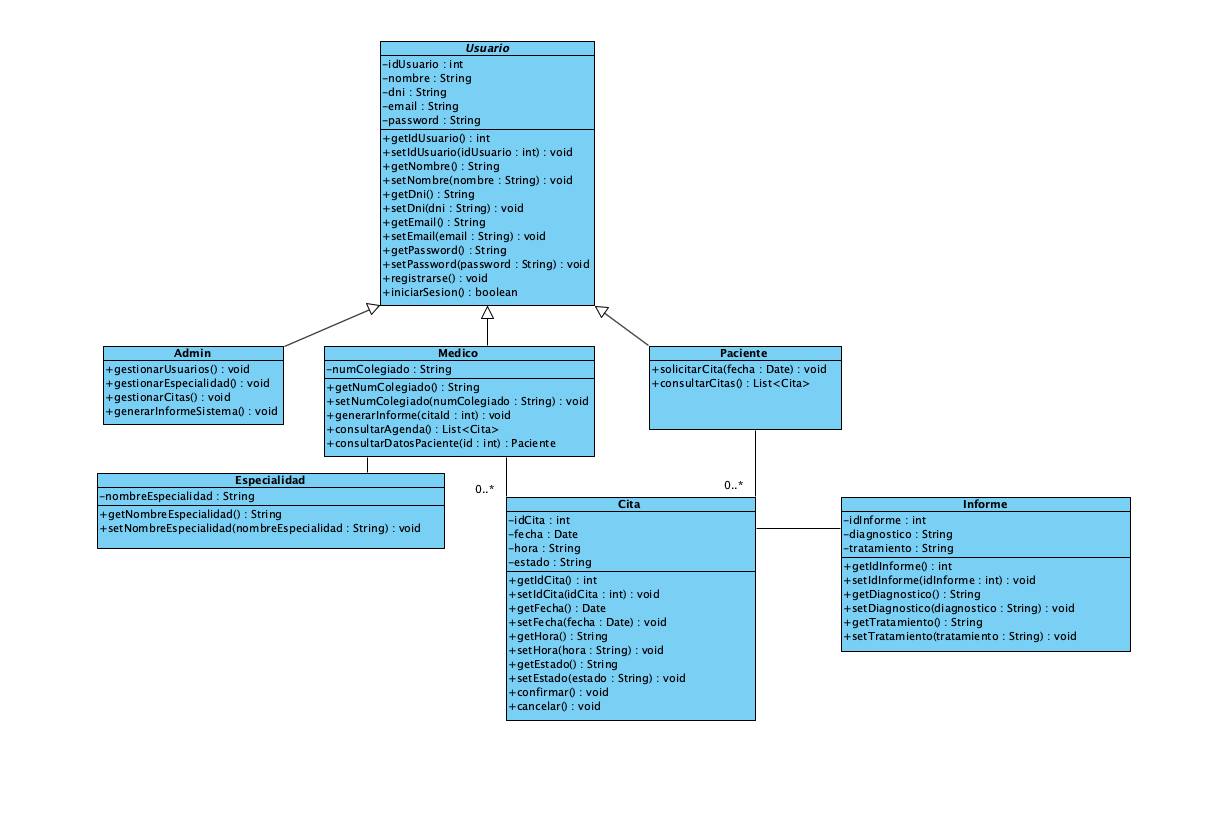 Usuario
-idUsuario : int
-nombre : String
-dni : String
-email : String
-password : String
+getIdUsuario() : int
+setIdUsuario(idUsuario : int) : void
+getNombre() : String
+setNombre(nombre : String) : void
+getDni() : String
+setDni(dni : String) : void
+getEmail() : String
+setEmail(email : String) : void
+getPassword() : String
+setPassword(password : String) : void
+registrarse() : void
+iniciarSesion() : boolean
Admin
+gestionarUsuarios() : void
+gestionarEspecialidad() : void
+gestionarCitas() : void
+generarInformeSistema() : void
Medico
-numColegiado : String
+getNumColegiado() : String
+setNumColegiado(numColegiado : String) : void
+generarInforme(citaId : int) : void
+consultarAgenda() : List<Cita>
+consultarDatosPaciente(id : int) : Paciente
Paciente
+solicitarCita(fecha : Date) : void
+consultarCitas() : List<Cita>
Especialidad
-nombreEspecialidad : String
+getNombreEspecialidad() : String
+setNombreEspecialidad(nombreEspecialidad : String) : void
0..*
0..*
Cita
-idCita : int
-fecha : Date
-hora : String
-estado : String
+getIdCita() : int
+setIdCita(idCita : int) : void
+getFecha() : Date
+setFecha(fecha : Date) : void
+getHora() : String
+setHora(hora : String) : void
+getEstado() : String
+setEstado(estado : String) : void
+confirmar() : void
+cancelar() : void
Informe
-idInforme : int
-diagnostico : String
-tratamiento : String
+getIdInforme() : int
+setIdInforme(idInforme : int) : void
+getDiagnostico() : String
+setDiagnostico(diagnostico : String) : void
+getTratamiento() : String
+setTratamiento(tratamiento : String) : void